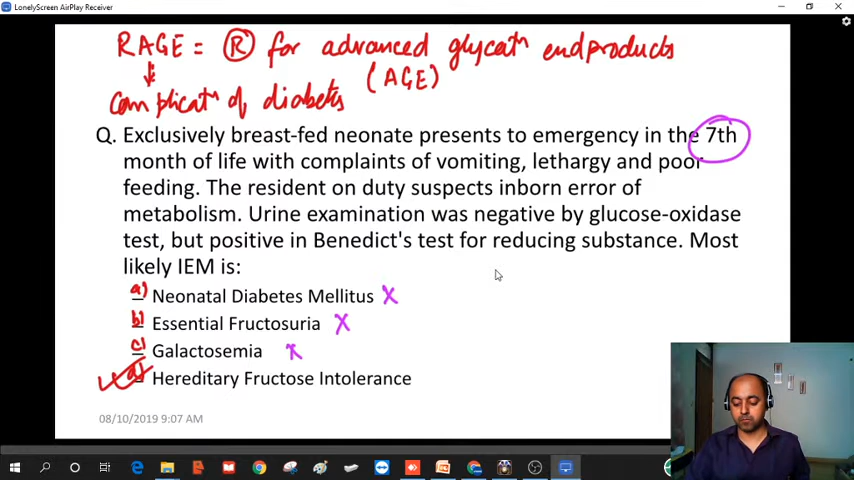 LonelyScreen AirPlay Receiver
RAGE = Ⓡ for advanced glycatn endproducts
(AGE)
complicatn of diabetes
Q. Exclusively breast-fed neonate presents to emergency in the 7th
month of life with complaints of vomiting, lethargy and poor
feeding. The resident on duty suspects inborn error of
metabolism. Urine examination was negative by glucose-oxidase
test, but positive in Benedict's test for reducing substance. Most
likely IEM is:
a) Neonatal Diabetes Mellitus X
b) Essential Fructosuria X
c) Galactosemia X
d) Hereditary Fructose Intolerance
08/10/2019 9:07 AM